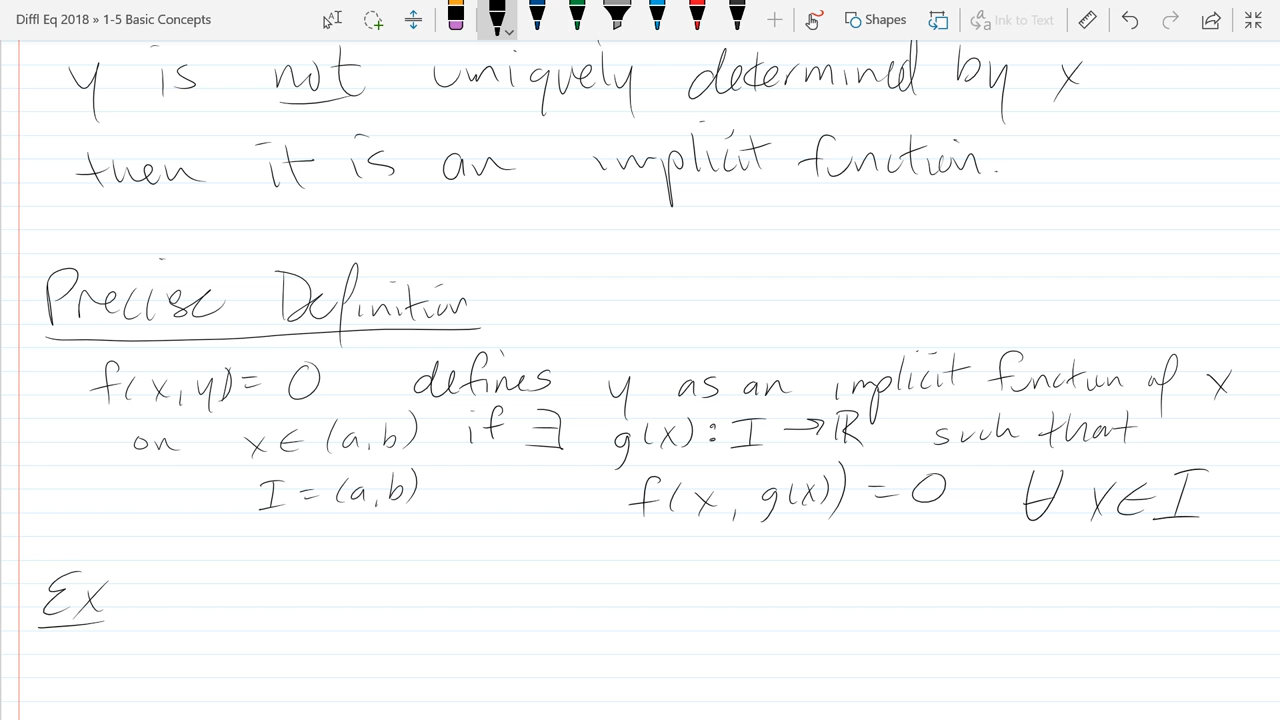 Diffl Eq 2018 » 1-5 Basic Concepts
Shapes
Ink to Text
y is not uniquely determined by x
then it is an implicit function.
Precise Definition
f(x,y) = 0 defines y as an implicit function of x
on x ∈ (a,b) if ∃ g(x) : I → ℝ such that
I = (a,b) f(x, g(x)) = 0 ∀ x ∈ I
Ex